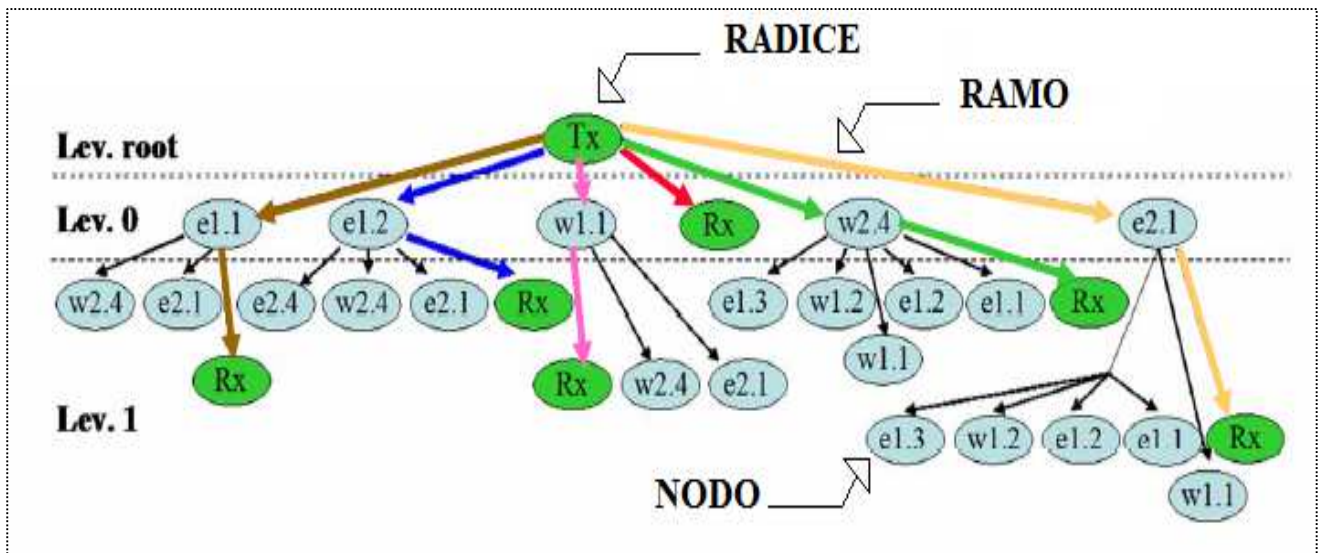 RADICE
RAMO
Tx
Lev. root
Lev. 0
e1.1
e1.2
w1.1
Rx
w2.4
e2.1
w2.4
e2.1
e2.4
w2.4
e2.1
Rx
e1.3
w1.2
e1.2
e1.1
Rx
w1.1
Rx
Rx
w2.4
e2.1
Lev. 1
e1.3
w1.2
e1.2
e1.1
Rx
w1.1
NODO